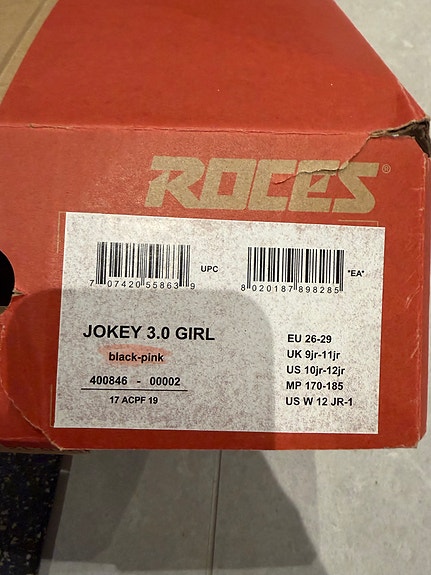 ROCES®
7 07420 55863 9
UPC
8 020187 898285
"EA"
JOKEY 3.0 GIRL
black-pink
400846 - 00002
17 ACPF 19
EU 26-29
UK 9jr-11jr
US 10jr-12jr
MP 170-185
US W 12 JR-1